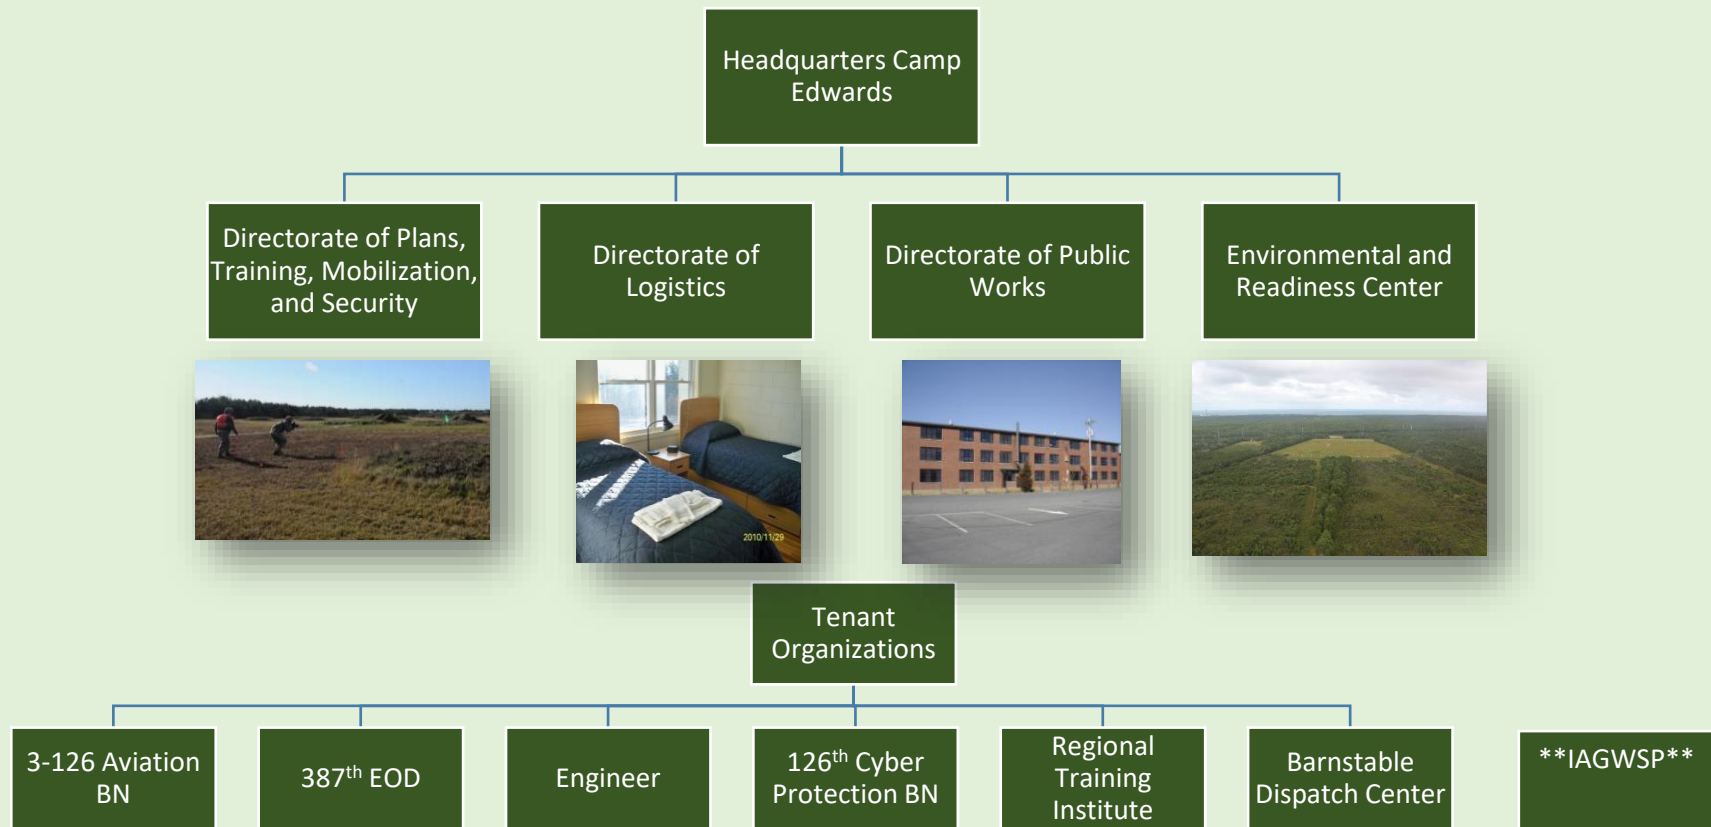 Headquarters Camp
Edwards
Directorate of Plans,
Training, Mobilization,
and Security
Directorate of
Logistics
Directorate of Public
Works
Environmental and
Readiness Center
2010/11/29
Tenant
Organizations
3-126 Aviation
BN
387th EOD
Engineer
126th Cyber
Protection BN
Regional
Training
Institute
Barnstable
Dispatch Center
**IAGWSP**